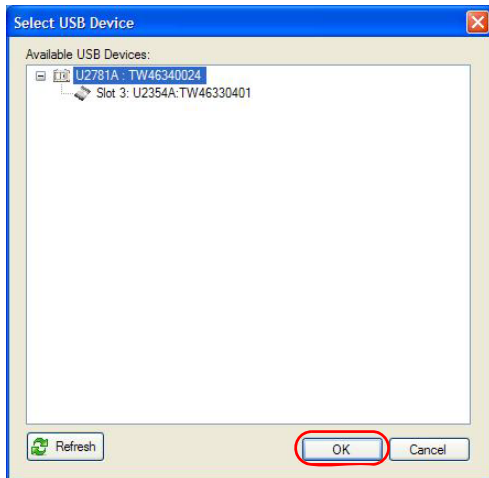 Select USB Device
Available USB Devices:
U2781A : TW46340024
Slot 3: U2354A:TW46330401
Refresh
OK
Cancel